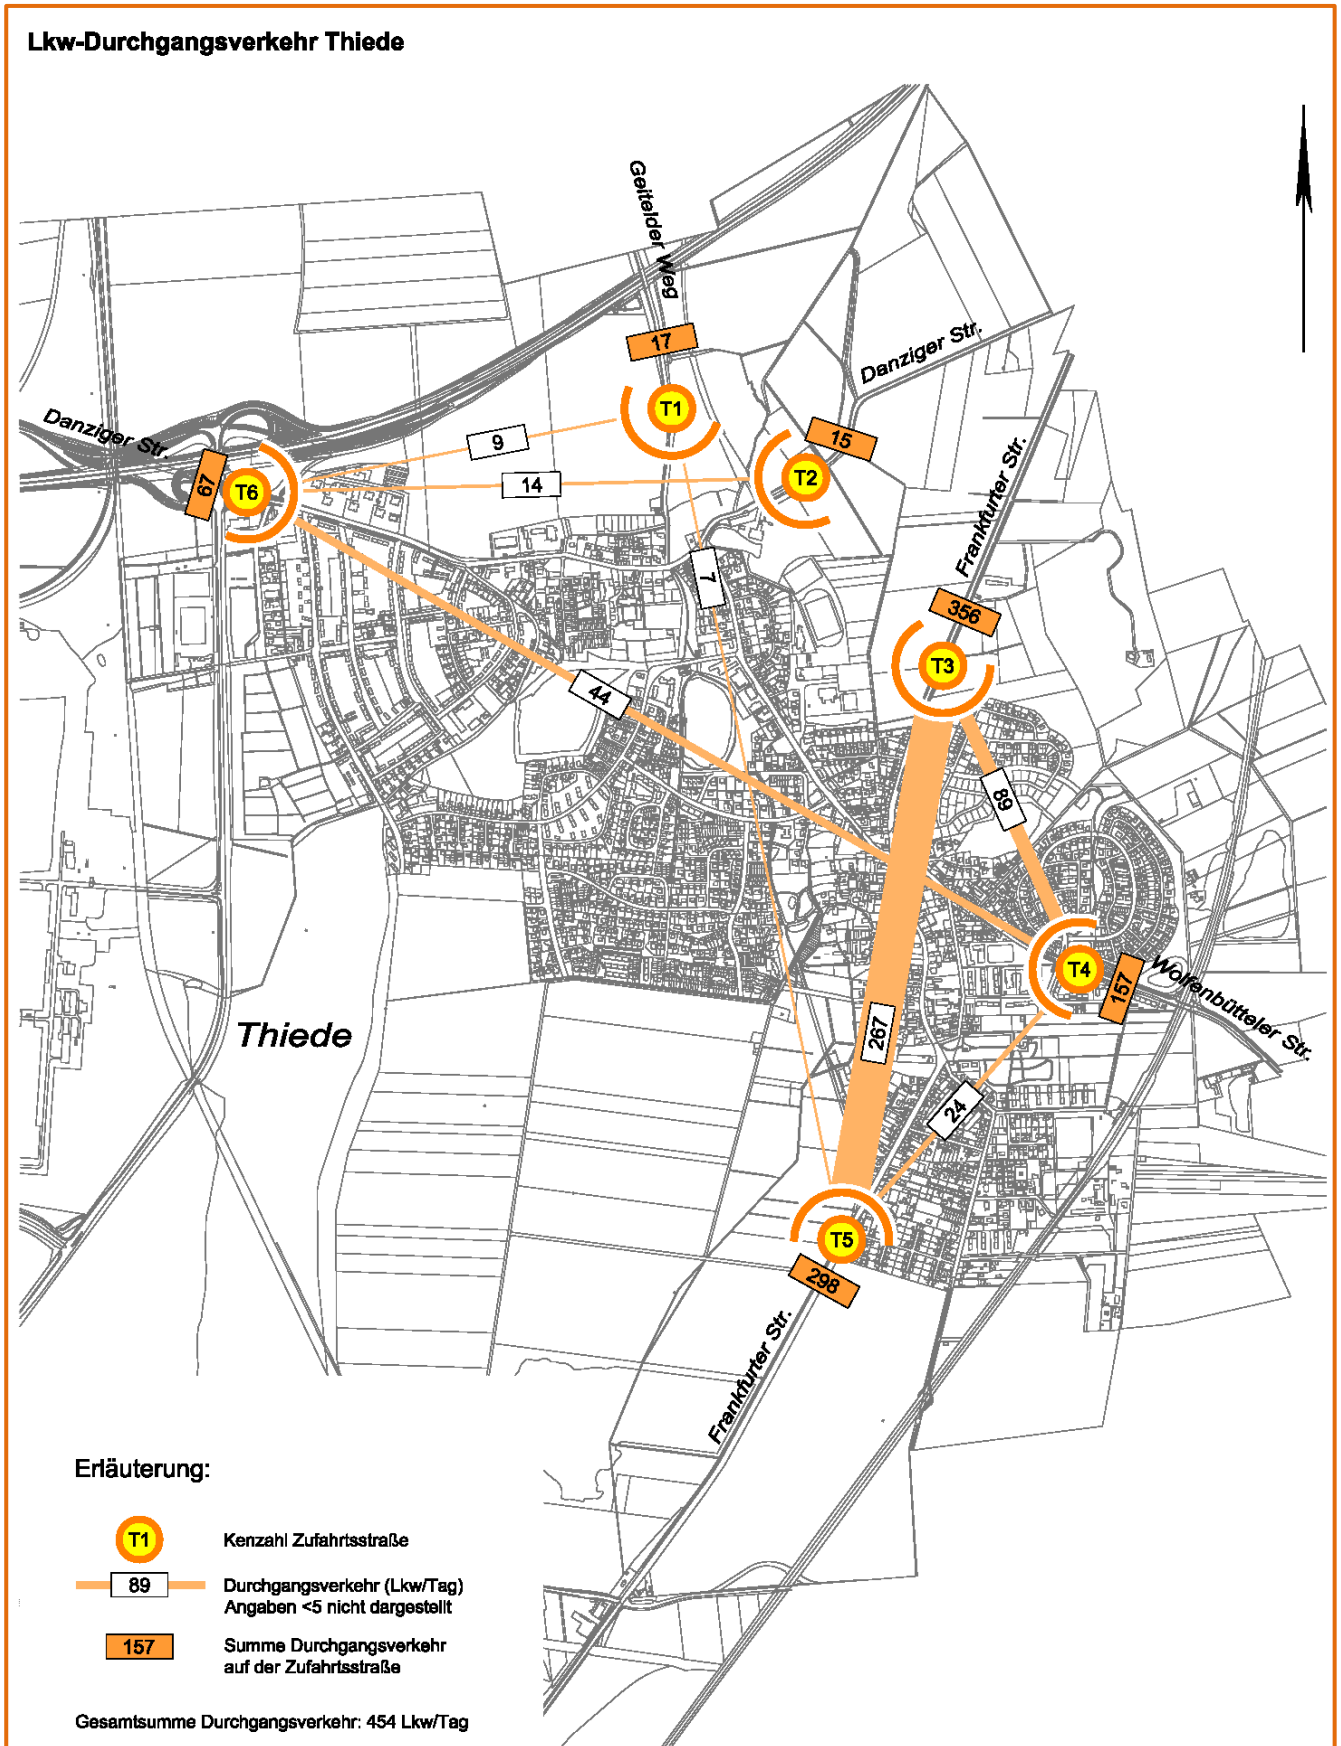 Lkw-Durchgangsverkehr Thiede
Geitelder Weg
17
T1
Danziger Str.
Danziger Str.
15
T2
9
14
67
T6
Frankfurter Str.
7
356
T3
44
89
T4
157
Wolfenbütteler Str.
Thiede
267
24
T5
298
Frankfurter Str.
Erläuterung:
T1
Kenzahl Zufahrtsstraße
89
Durchgangsverkehr (Lkw/Tag)
Angaben <5 nicht dargestellt
157
Summe Durchgangsverkehr
auf der Zufahrtsstraße
Gesamtsumme Durchgangsverkehr: 454 Lkw/Tag